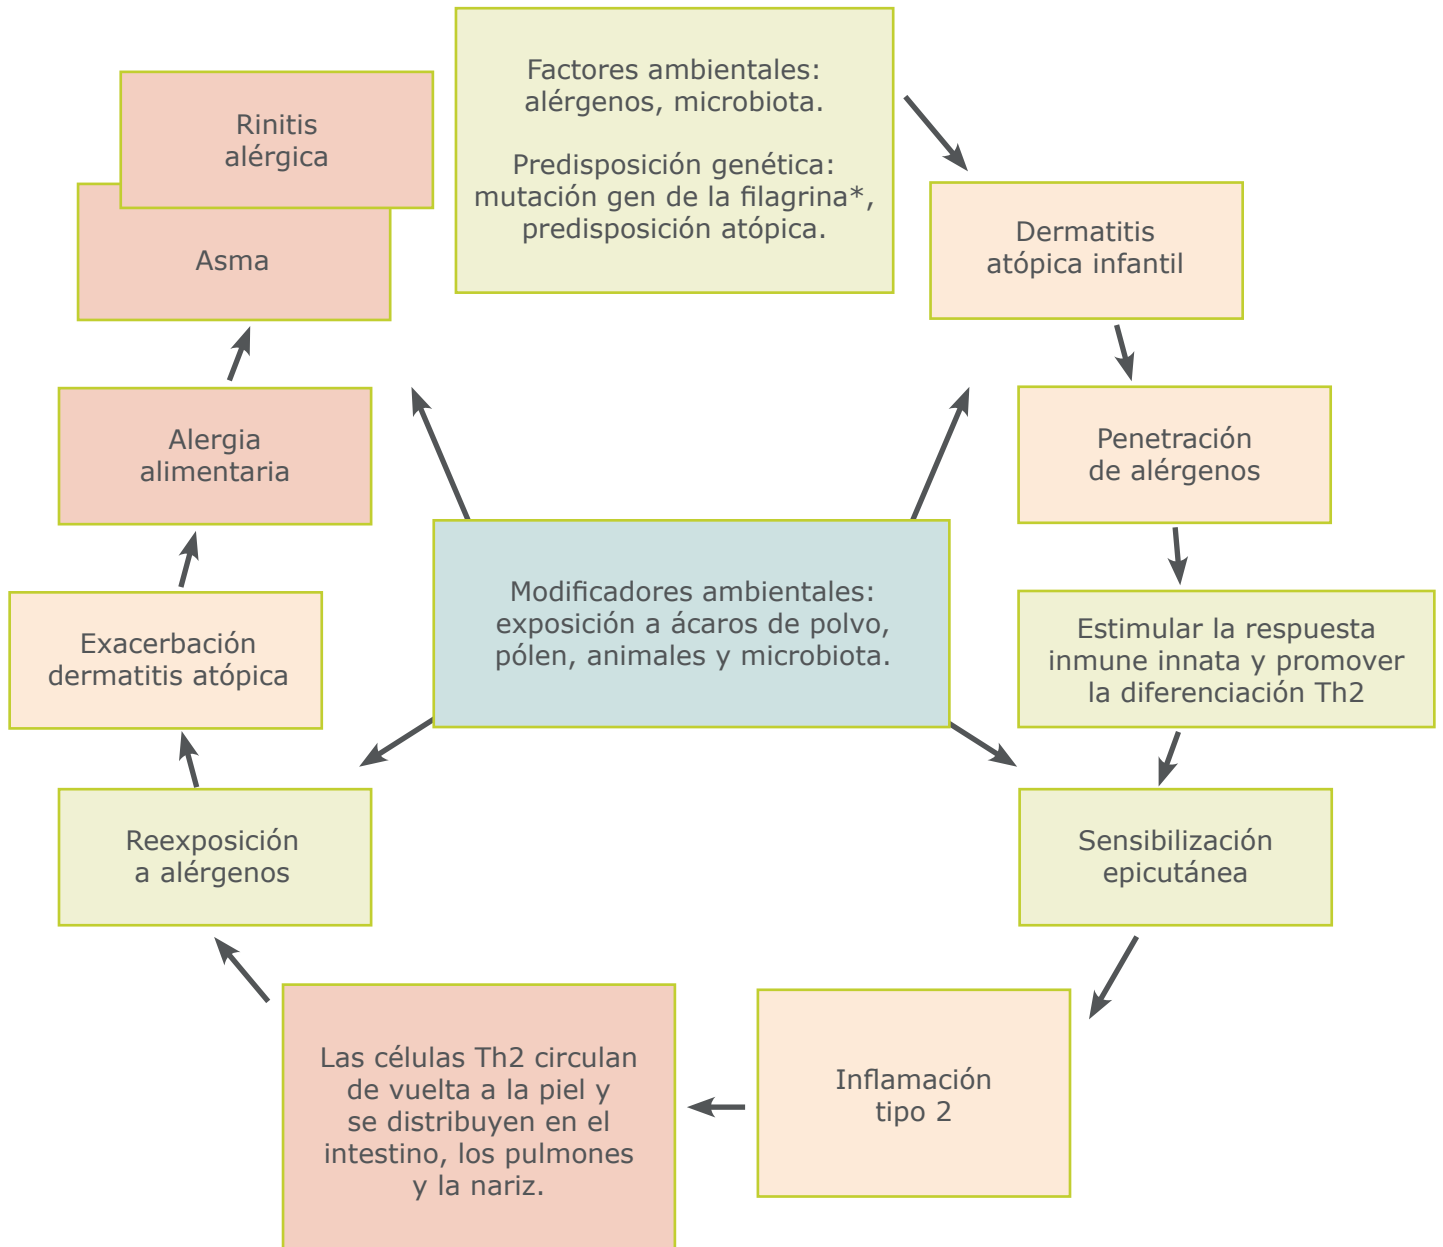 Factores ambientales:
alérgenos, microbiota.
Predisposición genética:
mutación gen de la filagrina*,
predisposición atópica.
Dermatitis
atópica infantil
Penetración
de alérgenos
Estimular la respuesta
inmune innata y promover
la diferenciación Th2
Sensibilización
epicutánea
Inflamación
tipo 2
Las células Th2 circulan
de vuelta a la piel y
se distribuyen en el
intestino, los pulmones
y la nariz.
Reexposición
a alérgenos
Exacerbación
dermatitis atópica
Alergia
alimentaria
Asma
Rinitis
alérgica
Modificadores ambientales:
exposición a ácaros de polvo,
pólen, animales y microbiota.